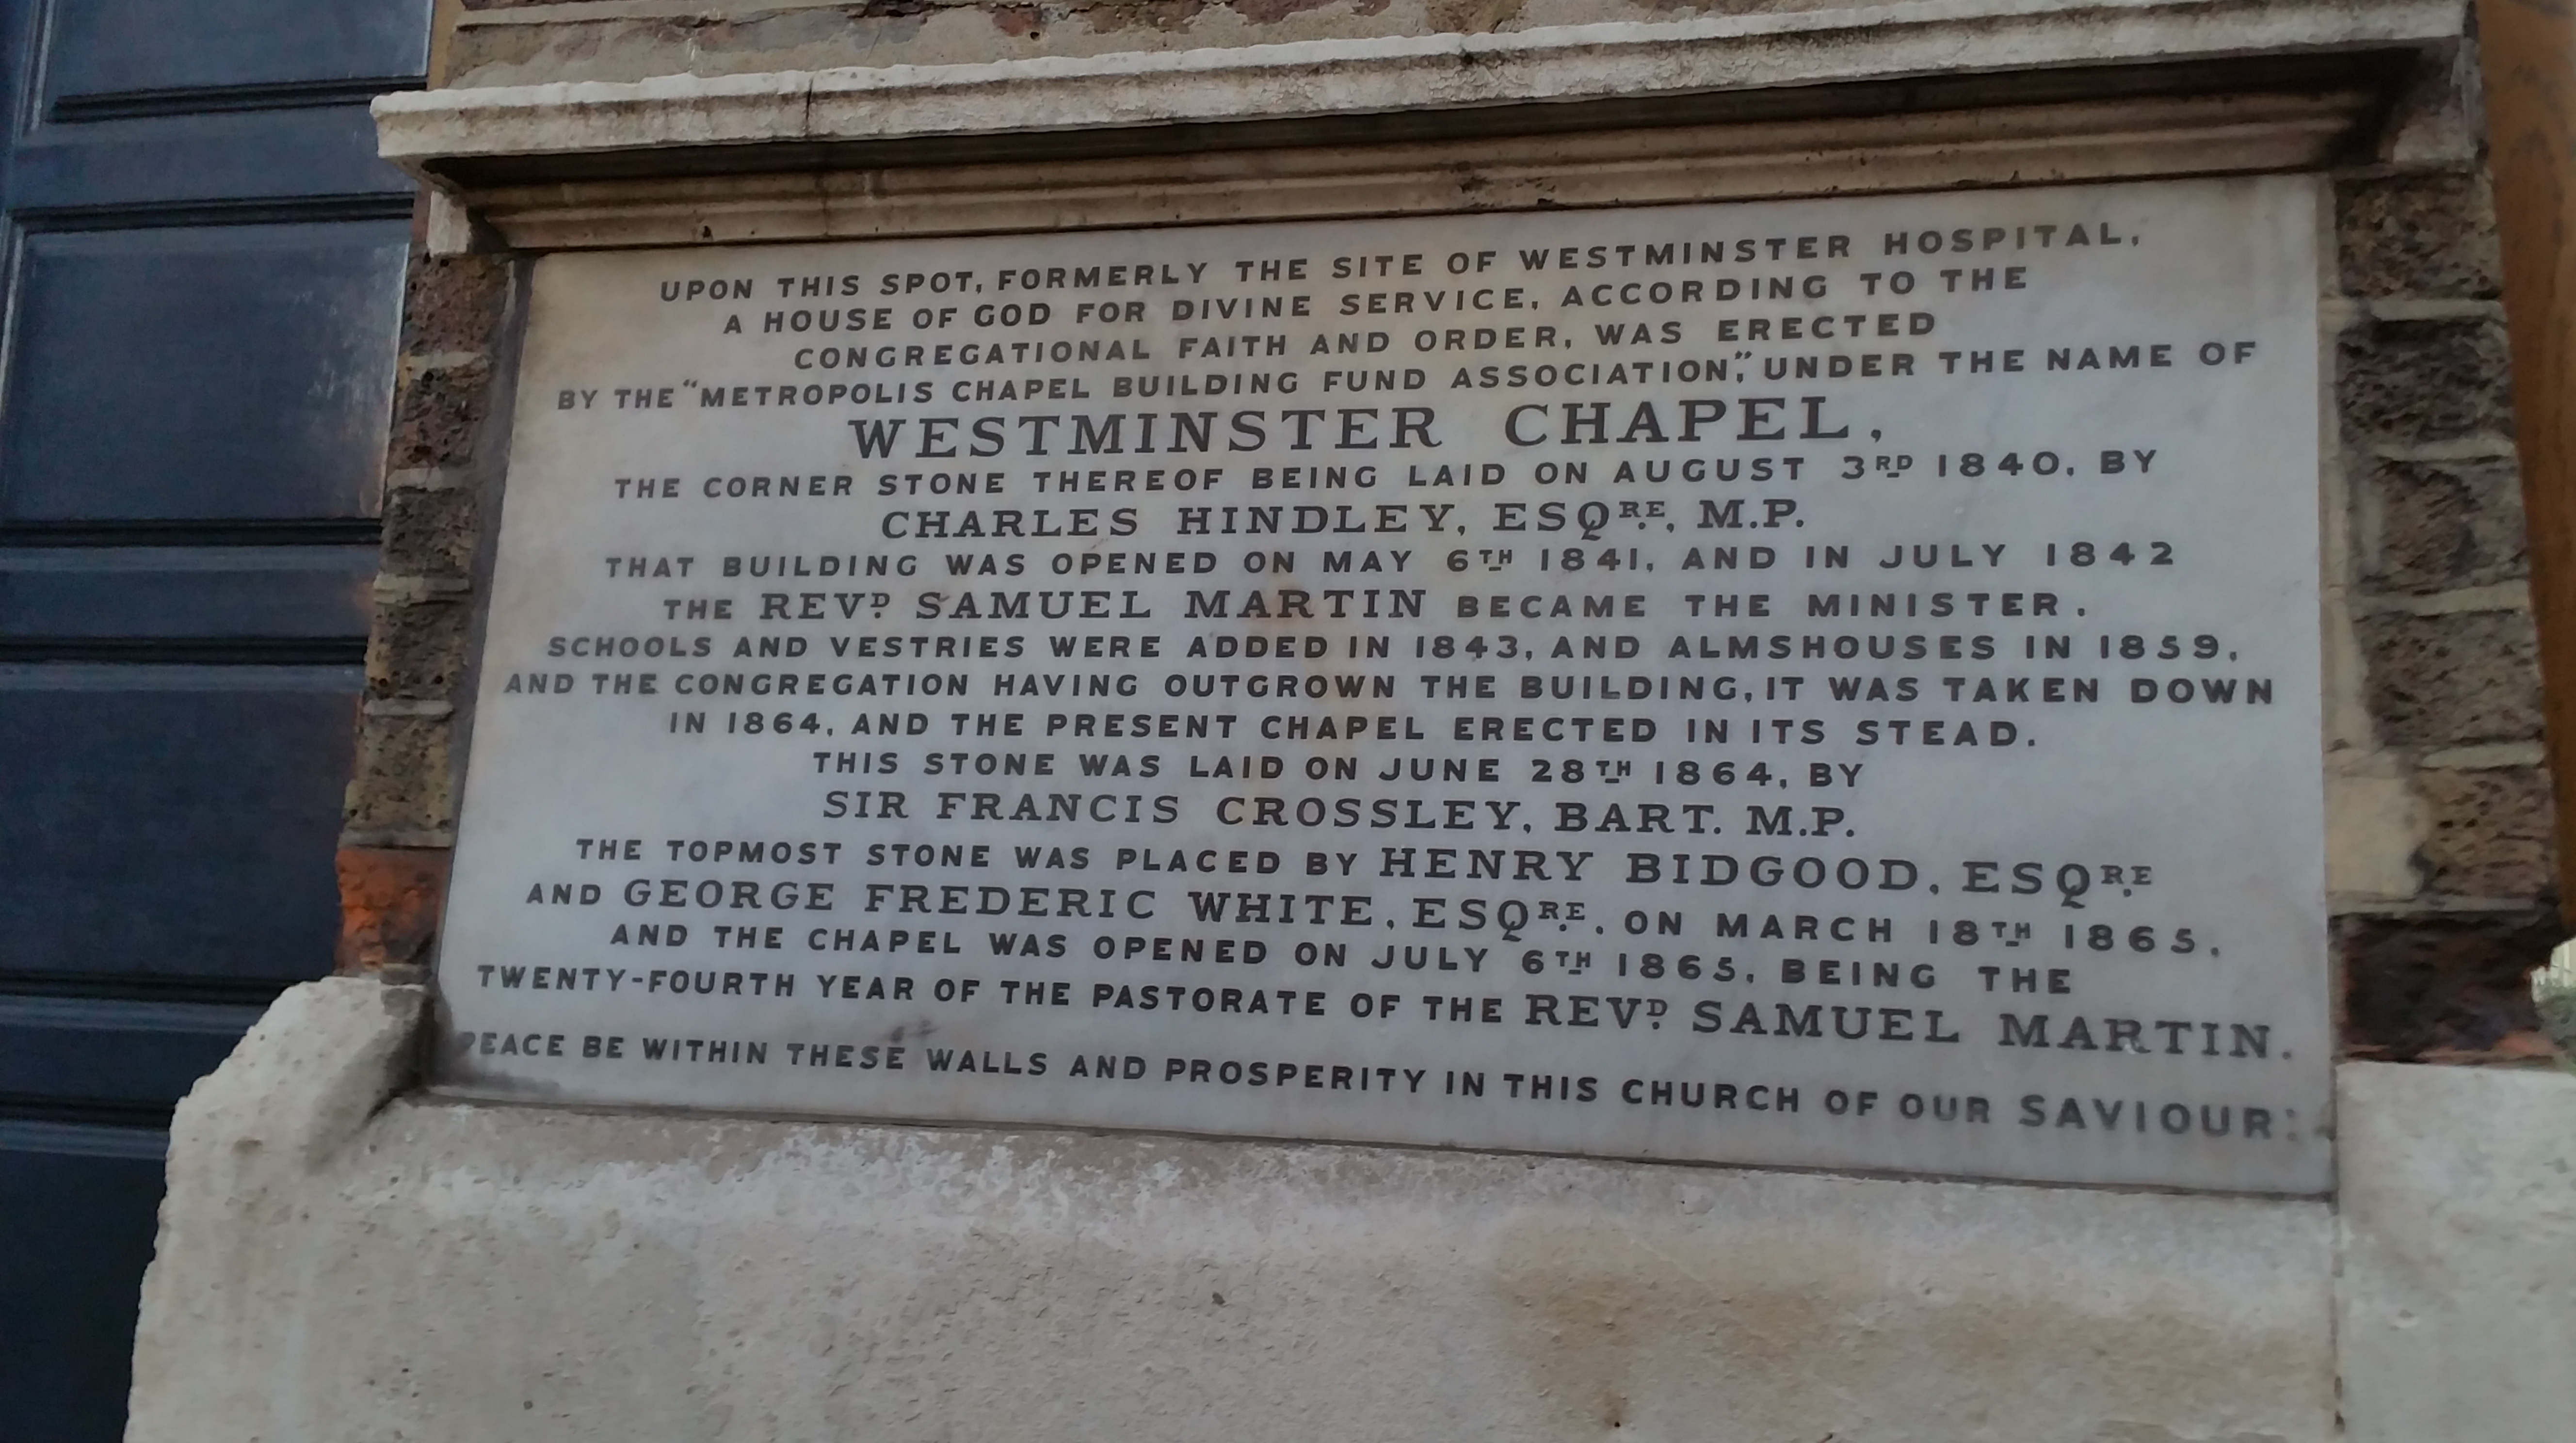 UPON THIS SPOT, FORMERLY THE SITE OF WESTMINSTER HOSPITAL,
A HOUSE OF GOD FOR DIVINE SERVICE, ACCORDING TO THE
CONGREGATIONAL FAITH AND ORDER, WAS ERECTED
BY THE "METROPOLIS CHAPEL BUILDING FUND ASSOCIATION," UNDER THE NAME OF
WESTMINSTER CHAPEL,
THE CORNER STONE THEREOF BEING LAID ON AUGUST 3RD 1840, BY
CHARLES HINDLEY, ESQRE, M.P.
THAT BUILDING WAS OPENED ON MAY 6TH 1841, AND IN JULY 1842
THE REVD. SAMUEL MARTIN BECAME THE MINISTER.
SCHOOLS AND VESTRIES WERE ADDED IN 1843, AND ALMSHOUSES IN 1859,
AND THE CONGREGATION HAVING OUTGROWN THE BUILDING, IT WAS TAKEN DOWN
IN 1864, AND THE PRESENT CHAPEL ERECTED IN ITS STEAD.
THIS STONE WAS LAID ON JUNE 28TH 1864, BY
SIR FRANCIS CROSSLEY, BART. M.P.
THE TOPMOST STONE WAS PLACED BY HENRY BIDGOOD, ESQRE.
AND GEORGE FREDERIC WHITE, ESQRE. ON MARCH 18TH 1865,
AND THE CHAPEL WAS OPENED ON JULY 6TH 1865, BEING THE
TWENTY-FOURTH YEAR OF THE PASTORATE OF THE REVD. SAMUEL MARTIN.
PEACE BE WITHIN THESE WALLS AND PROSPERITY IN THIS CHURCH OF OUR SAVIOUR: